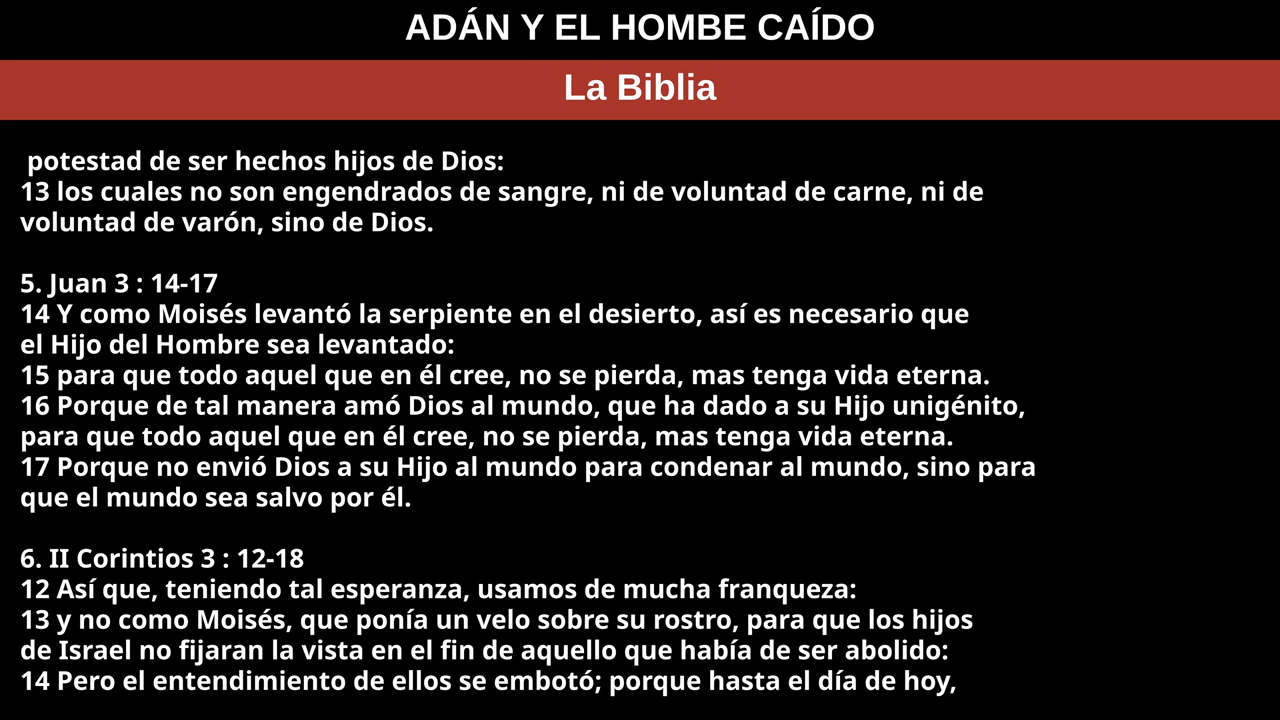 ADÁN Y EL HOMBE CAÍDO
La Biblia
potestad de ser hechos hijos de Dios:
13 los cuales no son engendrados de sangre, ni de voluntad de carne, ni de
voluntad de varón, sino de Dios.
5. Juan 3 : 14-17
14 Y como Moisés levantó la serpiente en el desierto, así es necesario que
el Hijo del Hombre sea levantado:
15 para que todo aquel que en él cree, no se pierda, mas tenga vida eterna.
16 Porque de tal manera amó Dios al mundo, que ha dado a su Hijo unigénito,
para que todo aquel que en él cree, no se pierda, mas tenga vida eterna.
17 Porque no envió Dios a su Hijo al mundo para condenar al mundo, sino para
que el mundo sea salvo por él.
6. II Corintios 3 : 12-18
12 Así que, teniendo tal esperanza, usamos de mucha franqueza:
13 y no como Moisés, que ponía un velo sobre su rostro, para que los hijos
de Israel no fijaran la vista en el fin de aquello que había de ser abolido:
14 Pero el entendimiento de ellos se embotó; porque hasta el día de hoy,